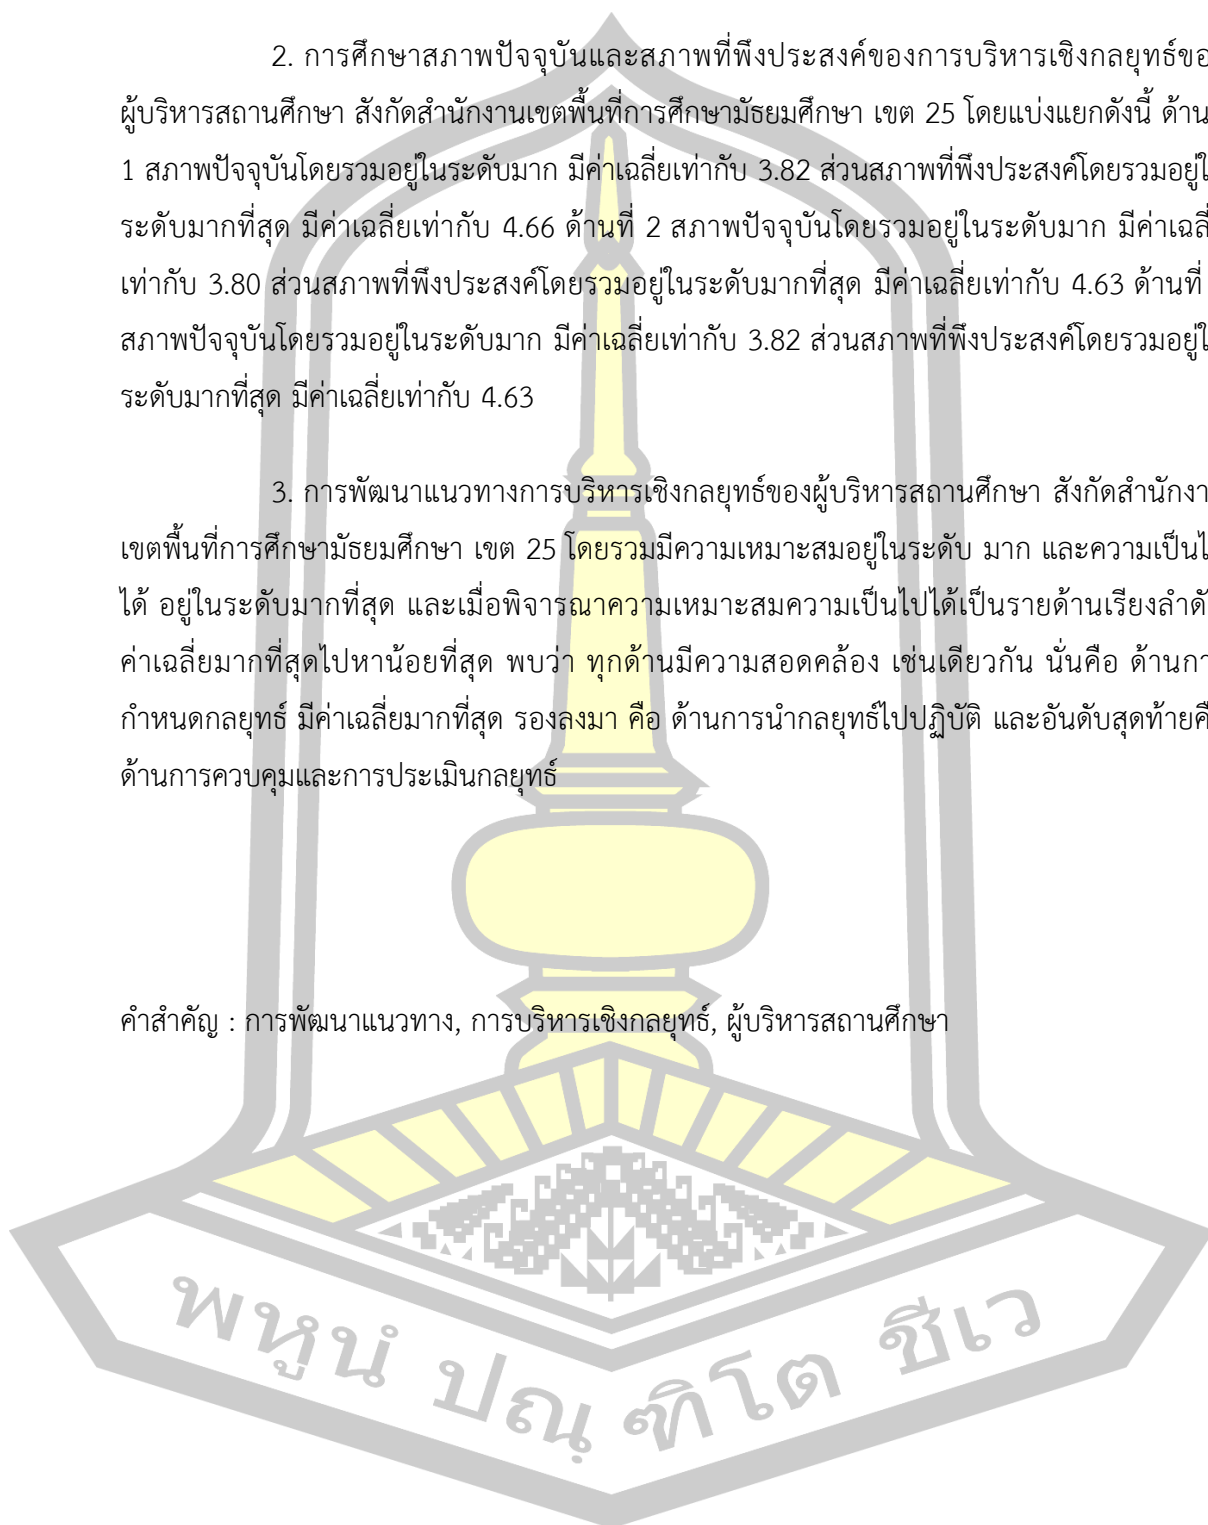 2. การศึกษาสภาพปัจจุบันและสภาพที่พึงประสงค์ของการบริหารเชิงกลยุทธ์ขอ
ผู้บริหารสถานศึกษา สังกัดสำนักงานเขตพื้นที่การศึกษามัธยมศึกษา เขต 25 โดยแบ่งแยกดังนี้ ด้าน
1 สภาพปัจจุบันโดยรวมอยู่ในระดับมาก มีค่าเฉลี่ยเท่ากับ 3.82 ส่วนสภาพที่พึงประสงค์โดยรวมอยู่ใ
ระดับมากที่สุด มีค่าเฉลี่ยเท่ากับ 4.66 ด้านที่ 2 สภาพปัจจุบันโดยรวมอยู่ในระดับมาก มีค่าเฉลี่
เท่ากับ 3.80 ส่วนสภาพที่พึงประสงค์โดยรวมอยู่ในระดับมากที่สุด มีค่าเฉลี่ยเท่ากับ 4.63 ด้านที่
สภาพปัจจุบันโดยรวมอยู่ในระดับมาก มีค่าเฉลี่ยเท่ากับ 3.82 ส่วนสภาพที่พึงประสงค์โดยรวมอยู่ใ
ระดับมากที่สุด มีค่าเฉลี่ยเท่ากับ 4.63
3. การพัฒนาแนวทางการบริหารเชิงกลยุทธ์ของผู้บริหารสถานศึกษา สังกัดสำนักงา
เขตพื้นที่การศึกษามัธยมศึกษา เขต 25 โดยรวมมีความเหมาะสมอยู่ในระดับ มาก และความเป็นไ
ได้ อยู่ในระดับมากที่สุด และเมื่อพิจารณาความเหมาะสมความเป็นไปได้เป็นรายด้านเรียงลำดั
ค่าเฉลี่ยมากที่สุดไปหาน้อยที่สุด พบว่า ทุกด้านมีความสอดคล้อง เช่นเดียวกัน นั่นคือ ด้านกา
กำหนดกลยุทธ์ มีค่าเฉลี่ยมากที่สุด รองลงมา คือ ด้านการนำกลยุทธ์ไปปฏิบัติ และอันดับสุดท้ายคื
ด้านการควบคุมและการประเมินกลยุทธ์
คำสำคัญ : การพัฒนาแนวทาง, การบริหารเชิงกลยุทธ์, ผู้บริหารสถานศึกษา
พหูนํ ปณฺฑิโต ชีเว